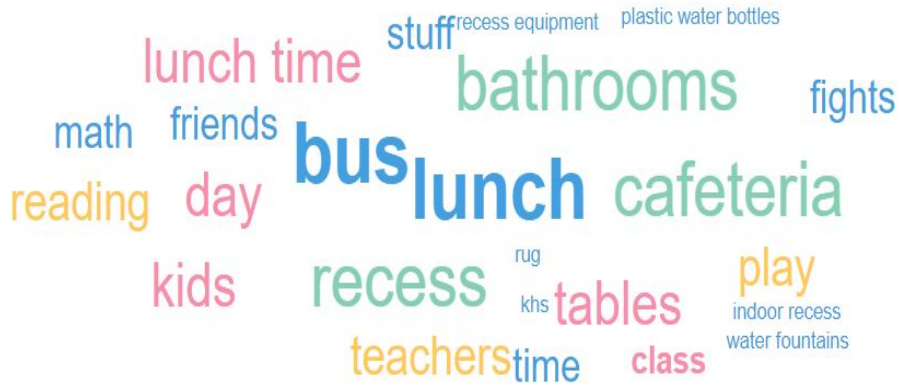 stuff
recess equipment
plastic water bottles
lunch time
bathrooms
fights
math
friends
bus
lunch
cafeteria
reading
day
kids
recess
rug
play
khs
tables
indoor recess
water fountains
teachers
time
class